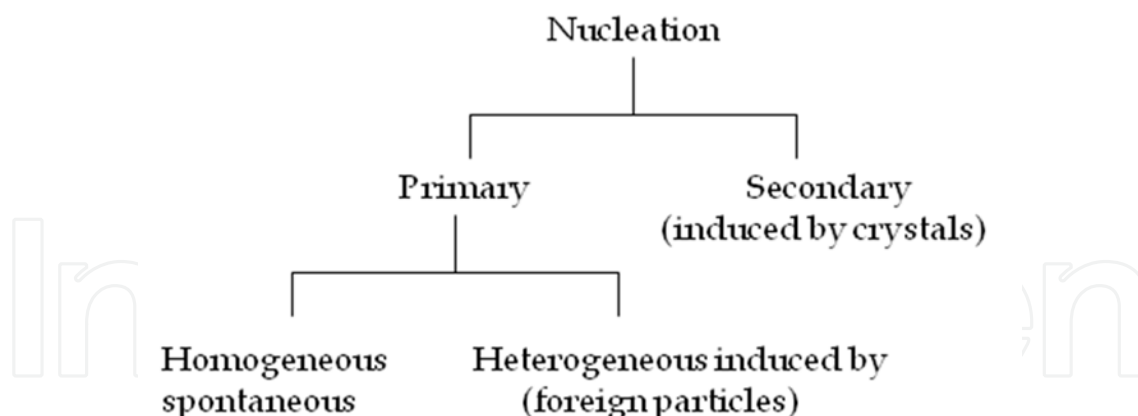 Nucleation
Primary
Secondary
(induced by crystals)
Homogeneous
spontaneous
Heterogeneous induced by
(foreign particles)